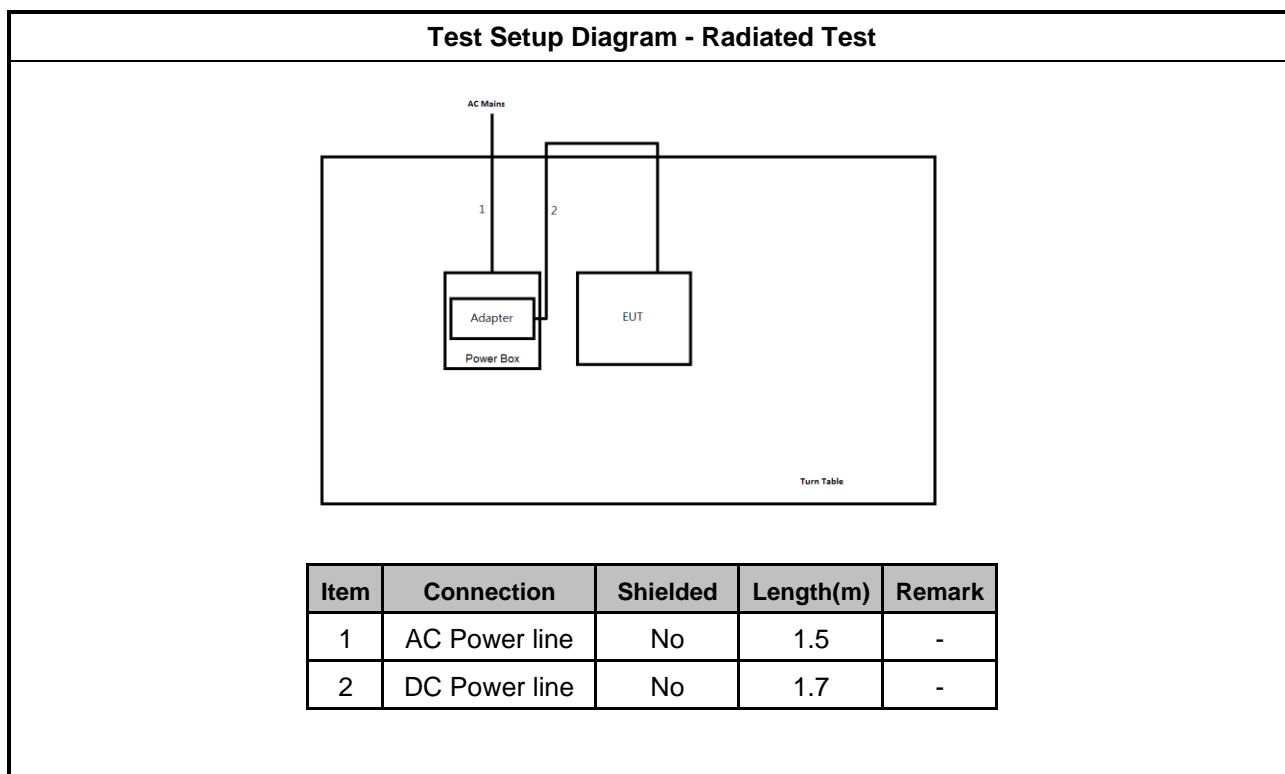 Test Setup Diagram - Radiated Test
AC Mains
1
2
Adapter
EUT
Power Box
Turn Table
Item Connection Shielded Length(m) Remark
1 AC Power line No 1.5 -
2 DC Power line No 1.7 -